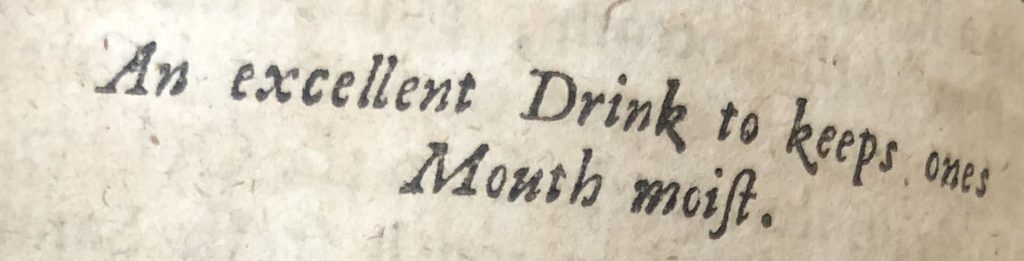 An excellent Drink to keeps ones
Mouth moiſt.